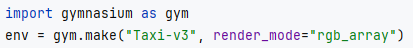 import gymnasium as gym
env = gym.make("Taxi-v3", render_mode="rgb_array")